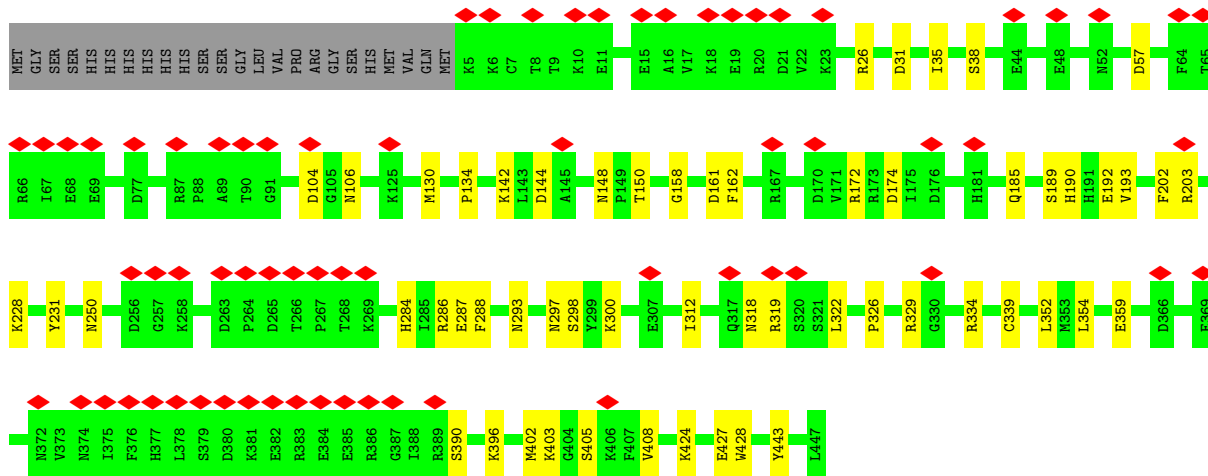 MET GLY SER SER HIS HIS HIS HIS HIS HIS SER SER GLY LEU VAL PRO ARG GLY SER HIS MET VAL GLN MET K5 K6 C7 T8 T9 K10 E11 E15 A16 V17 K18 E19 R20 D21 V22 K23 R26 D31 I35 S38 E44 E48 N52 D57 F64 T65
R66 I67 E68 E69 D77 R87 P88 A89 T90 G91 D104 G105 N106 K125 M130 P134 K142 L143 D144 A145 N148 P149 T150 G158 D161 F162 R167 D170 V171 R172 R173 D174 I175 D176 H181 Q185 S189 H190 H191 E192 V193 F202 R203
K228 Y231 N250 D256 G257 K258 D263 P264 D265 T266 P267 T268 K269 H284 I285 R286 E287 F288 N293 N297 S298 Y299 K300 E307 I312 Q317 N318 R319 S320 S321 L322 P326 R329 G330 R334 C339 L352 M353 L354 E359 D366 E369
N372 V373 N374 I375 F376 H377 L378 S379 D380 K381 E382 R383 E384 E385 R386 G387 I388 R389 S390 K396 M402 K403 G404 S405 K406 F407 V408 K424 E427 W428 Y443 L447